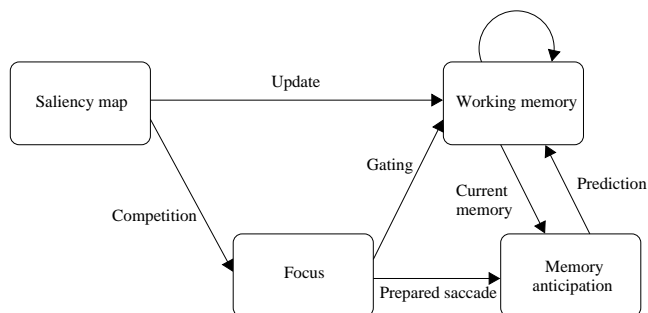 Update
Saliency map
Working memory
Gating
Prediction
Current
memory
Competition
Focus
Memory
anticipation
Prepared saccade